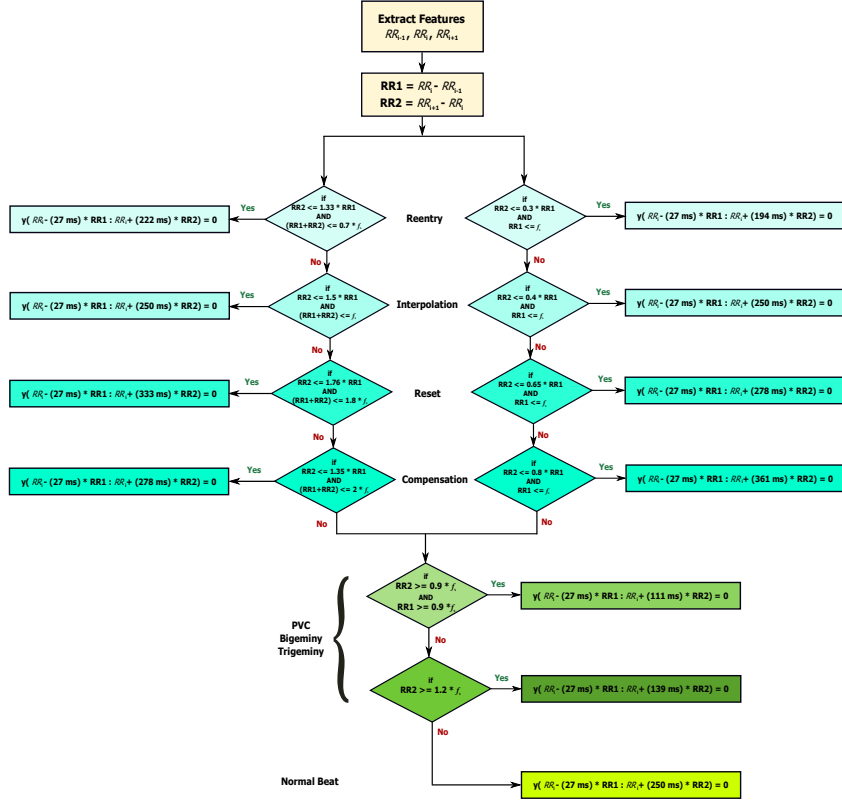 Extract Features
RRi-1, RRi, RRi+1
RR1 = RRi - RRi-1
RR2 = RRi+1 - RRi
if
RR2 <= 1.33 * RR1
AND
(RR1+RR2) <= 0.7 * fs
Yes
y( RRi- (27 ms) * RR1 : RRi+ (222 ms) * RR2) = 0
No
Reentry
if
RR2 <= 0.3 * RR1
AND
RR1 <= fs
Yes
y( RRi- (27 ms) * RR1 : RRi+ (194 ms) * RR2) = 0
No
if
RR2 <= 1.5 * RR1
AND
(RR1+RR2) <= fs
Yes
y( RRi- (27 ms) * RR1 : RRi+ (250 ms) * RR2) = 0
No
Interpolation
if
RR2 <= 0.4 * RR1
AND
RR1 <= fs
Yes
y( RRi- (27 ms) * RR1 : RRi+ (250 ms) * RR2) = 0
No
if
RR2 <= 1.76 * RR1
AND
(RR1+RR2) <= 1.8 * fs
Yes
y( RRi- (27 ms) * RR1 : RRi+ (333 ms) * RR2) = 0
No
Reset
if
RR2 <= 0.65 * RR1
AND
RR1 <= fs
Yes
y( RRi- (27 ms) * RR1 : RRi+ (278 ms) * RR2) = 0
No
if
RR2 <= 1.35 * RR1
AND
(RR1+RR2) <= 2 * fs
Yes
y( RRi- (27 ms) * RR1 : RRi+ (278 ms) * RR2) = 0
No
Compensation
if
RR2 <= 0.8 * RR1
AND
RR1 <= fs
Yes
y( RRi- (27 ms) * RR1 : RRi+ (361 ms) * RR2) = 0
No
PVC
Bigeminy
Trigeminy
if
RR2 >= 0.9 * fs
AND
RR1 >= 0.9 * fs
Yes
y( RRi- (27 ms) * RR1 : RRi+ (111 ms) * RR2) = 0
No
if
RR2 >= 1.2 * fs
Yes
y( RRi- (27 ms) * RR1 : RRi+ (139 ms) * RR2) = 0
No
Normal Beat
y( RRi- (27 ms) * RR1 : RRi+ (250 ms) * RR2) = 0